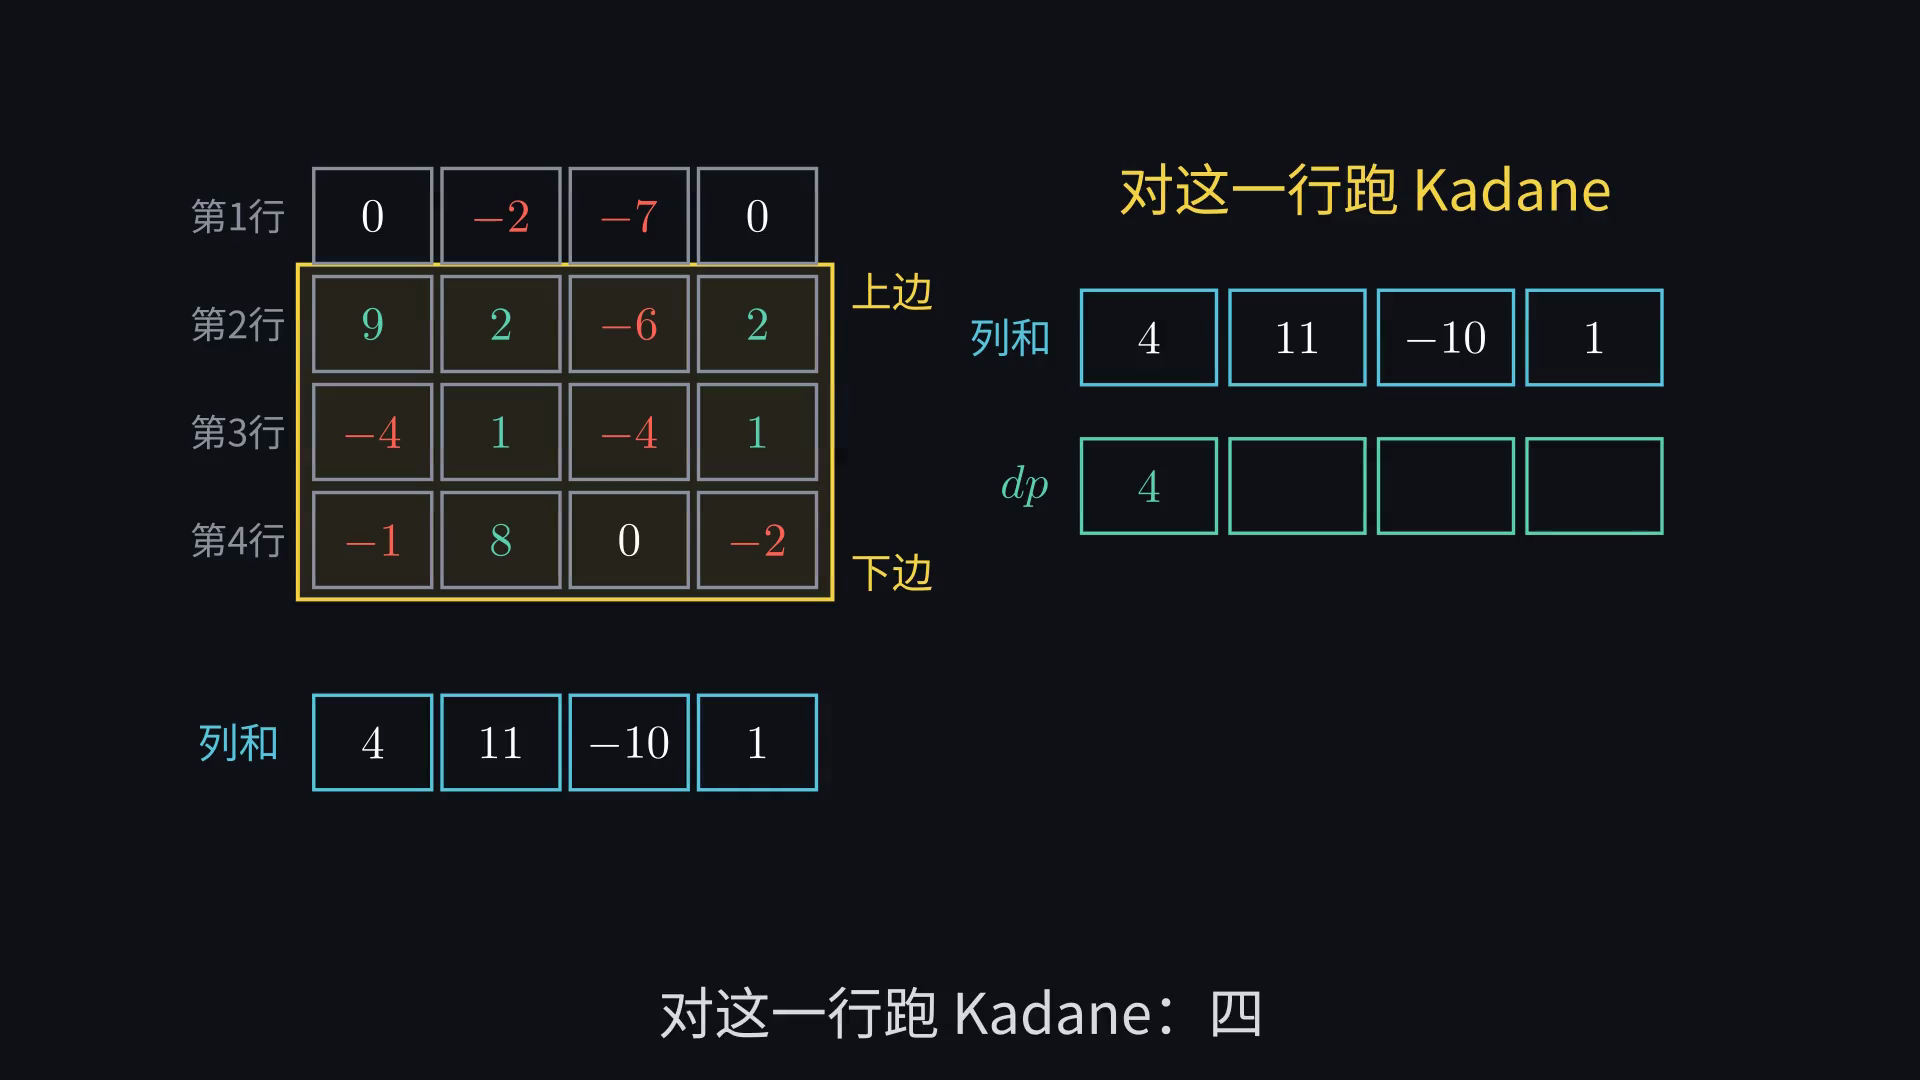 第1行 0 −2 −7 0
第2行 9 2 −6 2
第3行 −4 1 −4 1
第4行 −1 8 0 −2
上边
下边
列和 4 11 −10 1
对这一行跑 Kadane
列和 4 11 −10 1
dp 4
对这一行跑 Kadane：四